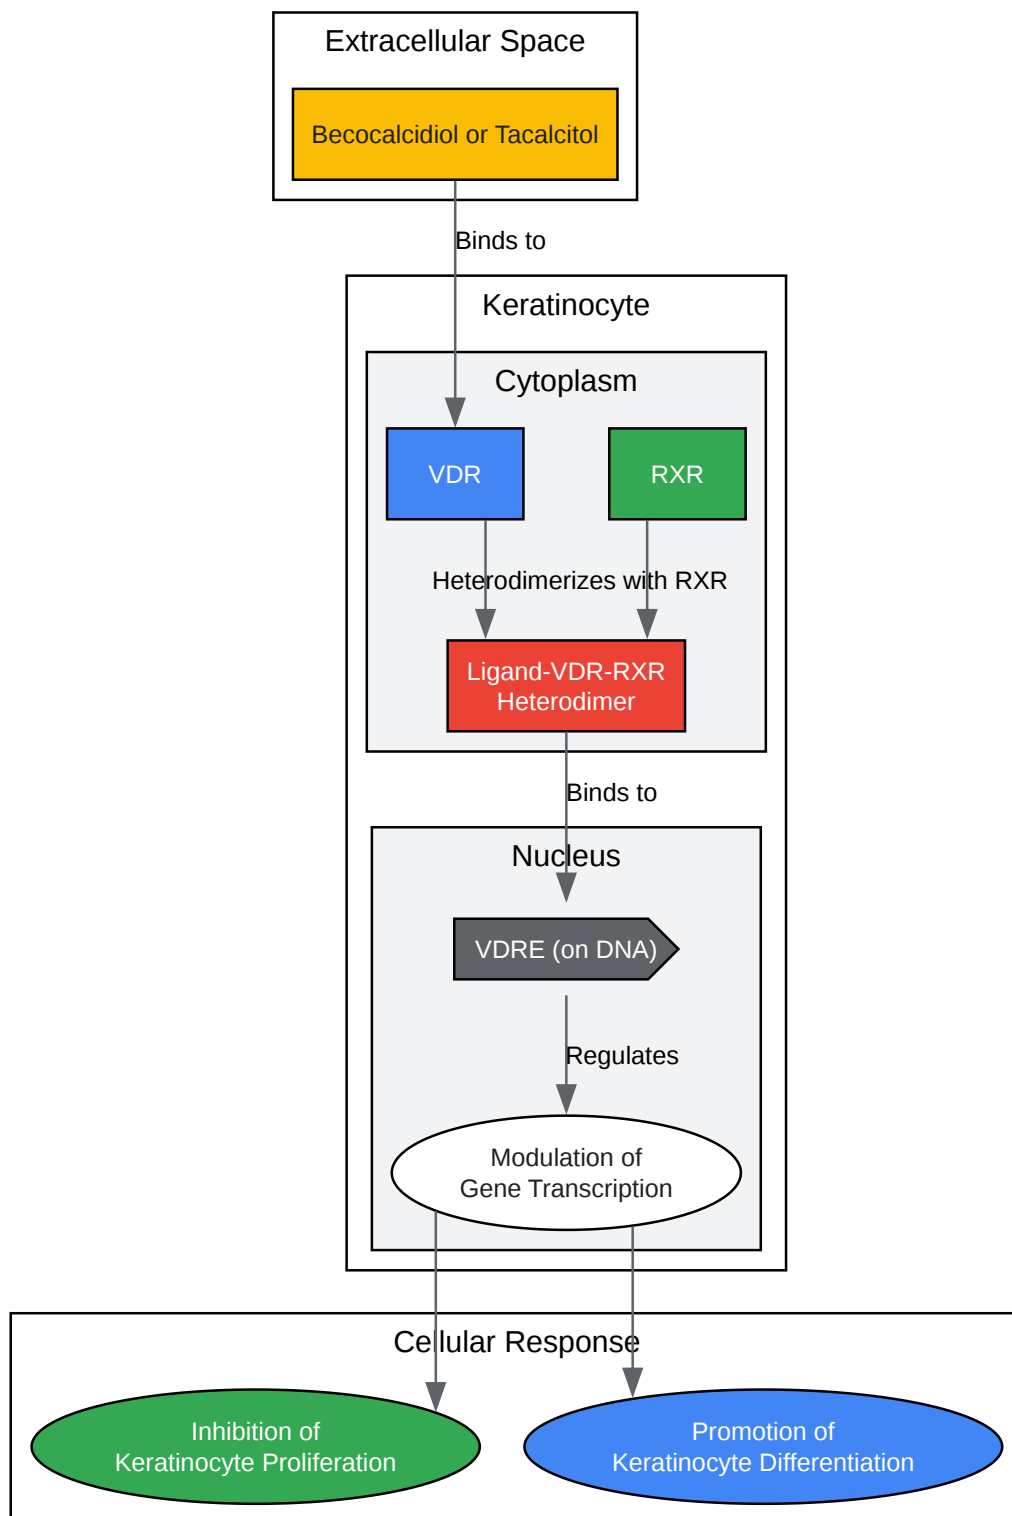 Extracellular Space
Becocalcidiol or Tacalcitol
Binds to
Keratinocyte
Cytoplasm
VDR
RXR
Heterodimerizes with RXR
Ligand-VDR-RXR
Heterodimer
Binds to
Nucleus
VDRE (on DNA)
Regulates
Modulation of
Gene Transcription
Cellular Response
Inhibition of
Keratinocyte Proliferation
Promotion of
Keratinocyte Differentiation